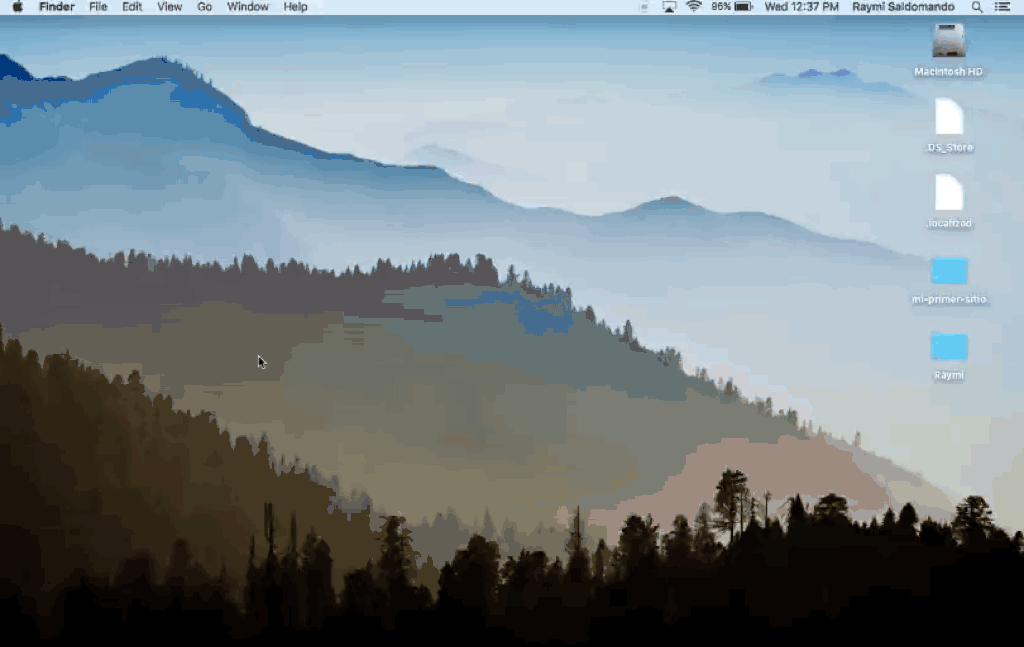 Finder File Edit View Go Window Help 96% Wed 12:37 PM Raymi Saldomando
Macintosh HD
.DS_Store
.localized
mi-primer-sitio
Raymi